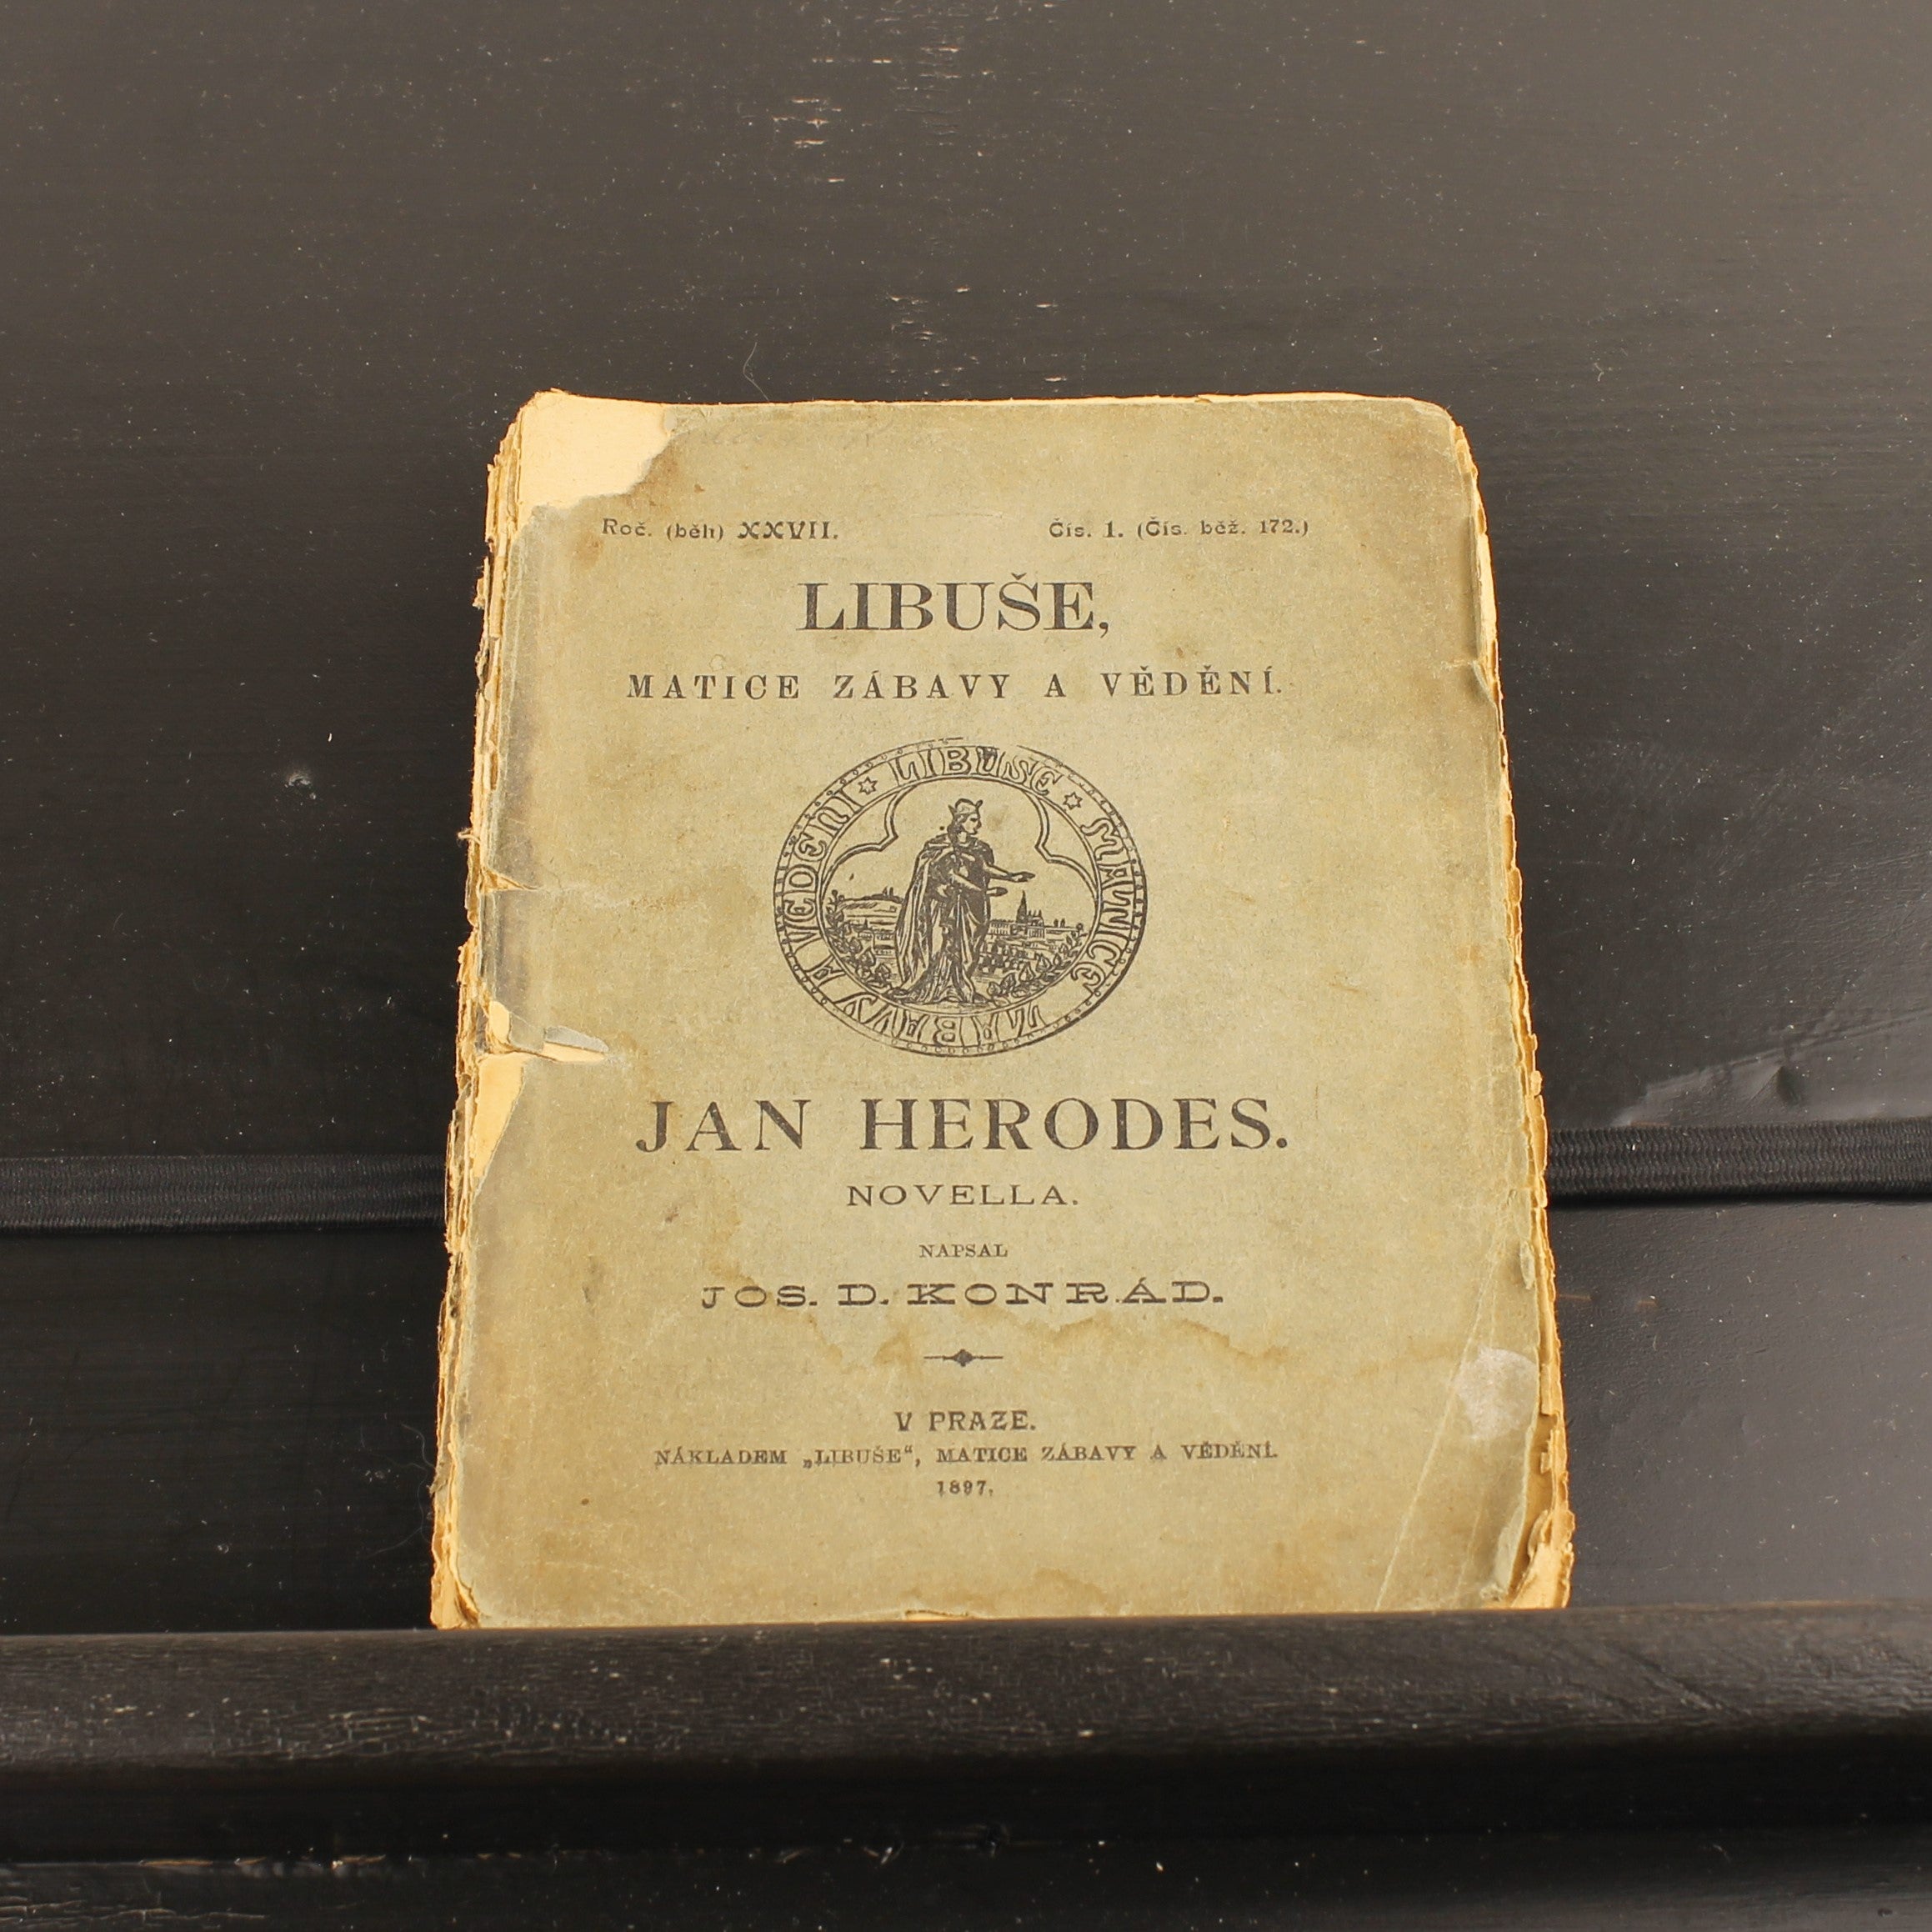 Roč. (běh) XXVII. Čís. 1. (Čís. běž. 172.)
LIBUŠE,
MATICE ZÁBAVY A VĚDĚNÍ.
LIBUŠE MATICE ZÁBAVY A VĚDENI
JAN HERODES.
NOVELLA.
NAPSAL
JOS. D. KONRÁD.
V PRAZE.
NÁKLADEM „LIBUŠE“, MATICE ZÁBAVY A VĚDĚNÍ.
1897.